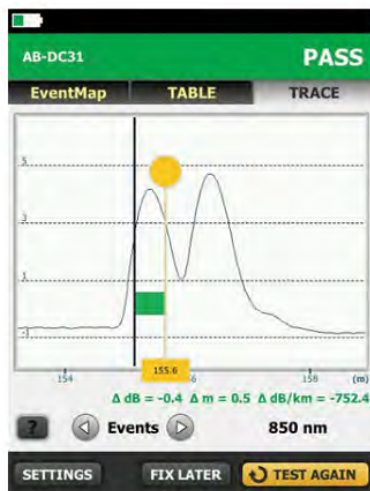 AB-DC31 PASS
EventMap TABLE TRACE
5
3
1
-1
155.6
154 158 (m)
Δ dB = -0.4 Δ m = 0.5 Δ dB/km = -752.4
? Events 850 nm
SETTINGS FIX LATER TEST AGAIN